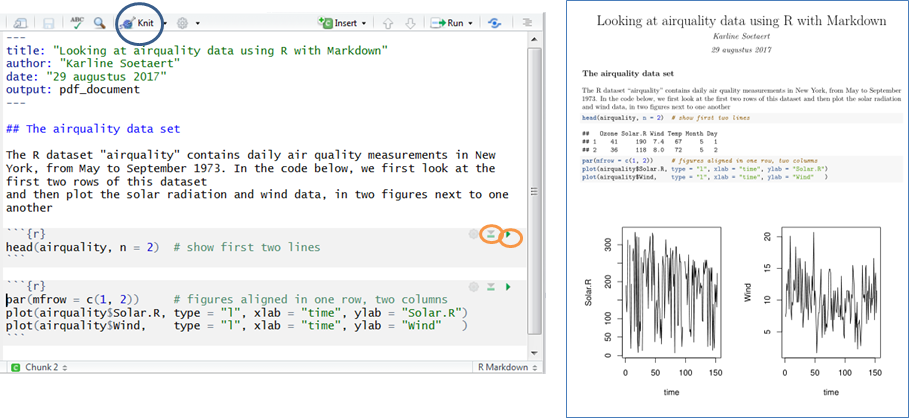 ABC
Knit
Insert
Run
---
title: "Looking at airquality data using R with Markdown"
author: "Karline Soetaert"
date: "29 augustus 2017"
output: pdf_document
---
## The airquality data set
The R dataset "airquality" contains daily air quality measurements in New
York, from May to September 1973. In the code below, we first look at the
first two rows of this dataset
and then plot the solar radiation and wind data, in two figures next to one
another
```{r}
head(airquality, n = 2)  # show first two lines
```
```{r}
par(mfrow = c(1, 2))     # figures aligned in one row, two columns
plot(airquality$Solar.R, type = "l", xlab = "time", ylab = "Solar.R")
plot(airquality$Wind,    type = "l", xlab = "time", ylab = "Wind"   )
```
Chunk 2
R Markdown
Looking at airquality data using R with Markdown
Karline Soetaert
29 augustus 2017
The airquality data set
The R dataset "airquality" contains daily air quality measurements in New York, from May to September
1973. In the code below, we first look at the first two rows of this dataset and then plot the solar radiation
and wind data, in two figures next to one another
head(airquality, n = 2)  # show first two lines
##   Ozone Solar.R Wind Temp Month Day
## 1    41     190  7.4   67     5   1
## 2    36     118  8.0   72     5   2
par(mfrow = c(1, 2))     # figures aligned in one row, two columns
plot(airquality$Solar.R, type = "l", xlab = "time", ylab = "Solar.R")
plot(airquality$Wind,    type = "l", xlab = "time", ylab = "Wind"   )
Solar.R
0 50 100 150 200 300
0 50 100 150
time
Wind
5 10 15 20
0 50 100 150
time